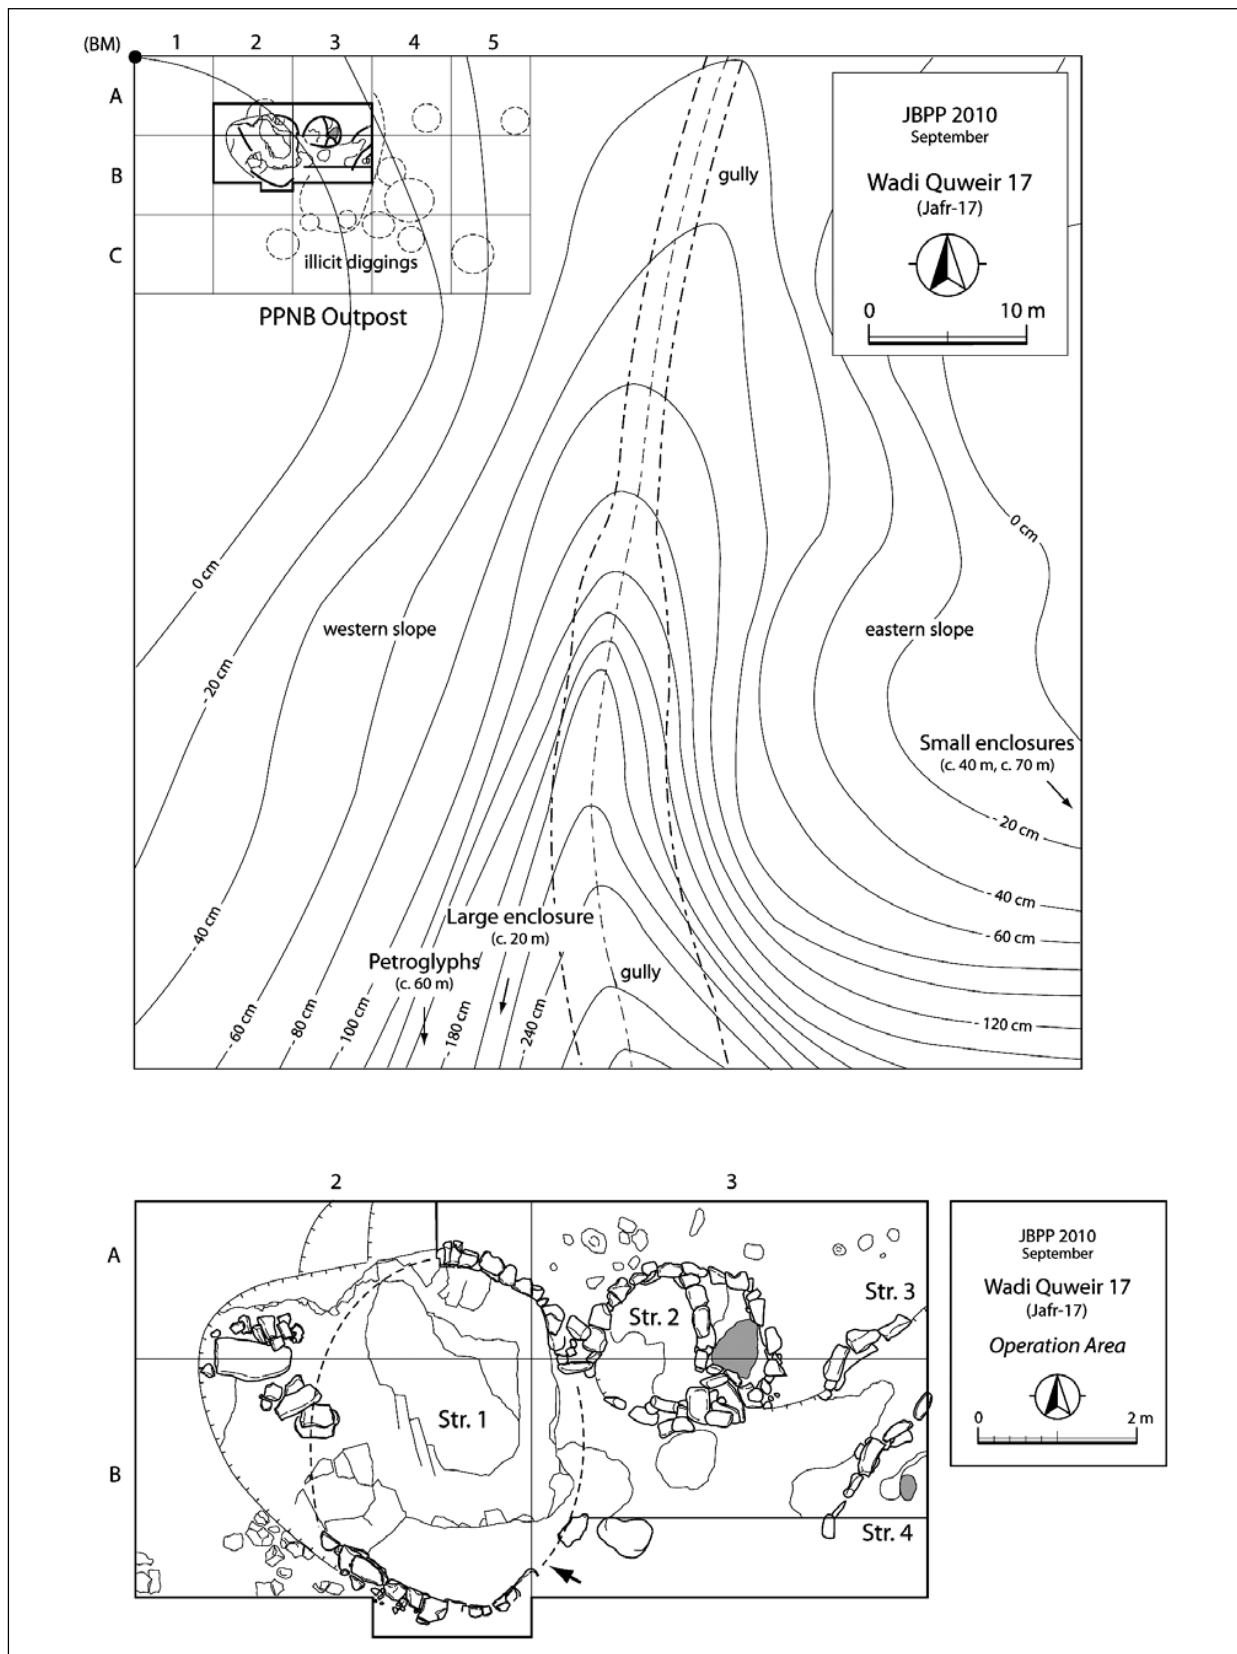 (BM)
1
2
3
4
5
A
B
C
illicit diggings
PPNB Outpost
gully
JBPP 2010
September
Wadi Quweir 17
(Jafr-17)
0
10 m
0 cm
0 cm
western slope
eastern slope
- 20 cm
Small enclosures
(c. 40 m, c. 70 m)
- 20 cm
- 40 cm
- 40 cm
- 60 cm
Large enclosure
(c. 20 m)
Petroglyphs
(c. 60 m)
gully
- 60 cm
- 80 cm
- 100 cm
- 180 cm
- 240 cm
- 120 cm
2
3
A
B
Str. 1
Str. 2
Str. 3
Str. 4
JBPP 2010
September
Wadi Quweir 17
(Jafr-17)
Operation Area
0
2 m